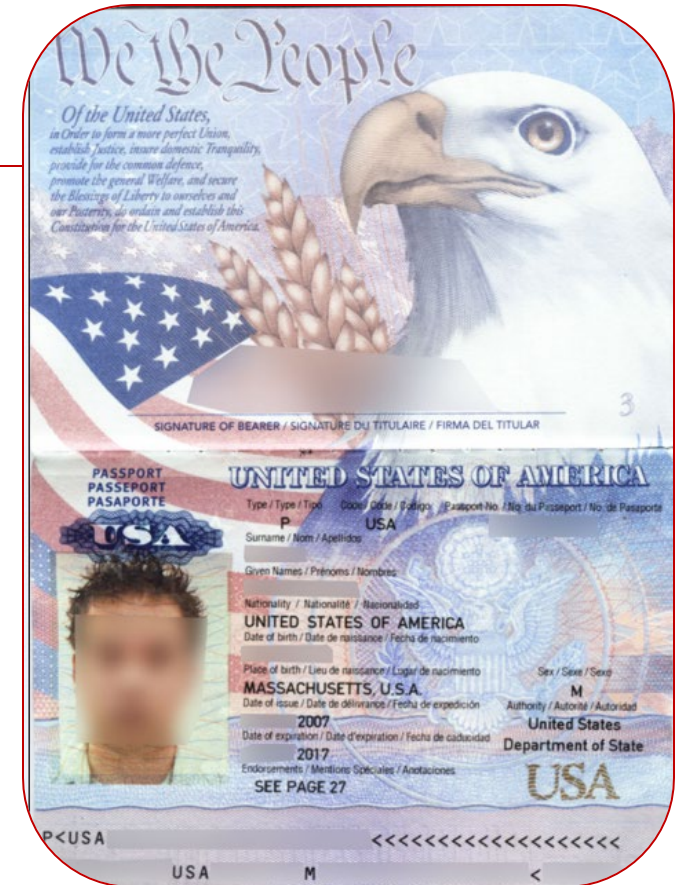 We the People
Of the United States,
in Order to form a more perfect Union,
establish Justice, insure domestic Tranquility,
provide for the common defence,
promote the general Welfare, and secure
the Blessings of Liberty to ourselves and
our Posterity, do ordain and establish this
Constitution for the United States of America.
3
SIGNATURE OF BEARER / SIGNATURE DU TITULAIRE / FIRMA DEL TITULAR
PASSPORT
PASSEPORT
PASAPORTE
USA
UNITED STATES OF AMERICA
Type / Type / Tipo Code / Code / Codigo Passport No. / No. du Passeport / No. de Pasaporte
P USA
Surname / Nom / Apellidos
Given Names / Prénoms / Nombres
Nationality / Nationalité / Nacionalidad
UNITED STATES OF AMERICA
Date of birth / Date de naissance / Fecha de nacimiento
Place of birth / Lieu de naissance / Lugar de nacimiento Sex / Sexe / Sexo
MASSACHUSETTS, U.S.A. M
Date of issue / Date de délivrance / Fecha de expedición Authority / Autorité / Autoridad
2007 United States
Date of expiration / Date d'expiration / Fecha de caducidad Department of State
2017
Endorsements / Mentions Spéciales / Anotaciones
SEE PAGE 27 USA
P<USA <<<<<<<<<<<<<<<<<<<<
USA M <